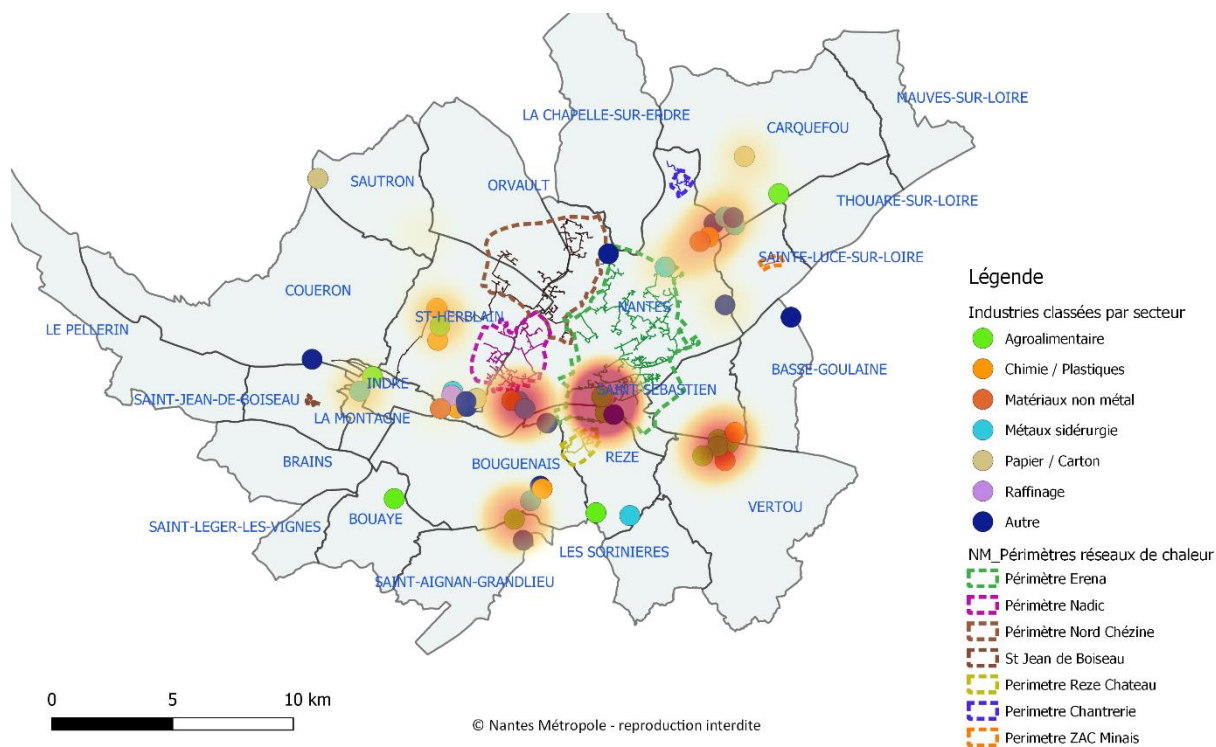 MAUVES-SUR-LOIRE
LA CHAPELLE-SUR-ERDRE
CARQUEFOU
SAUTRON
ORVAULT
THOUARE-SUR-LOIRE
SAINTE-LUCE-SUR-LOIRE
COUERON
NANTES
ST-HERBLAIN
LE PELLERIN
BASSE-GOULAINE
INDRE
SAINT-SEBASTIEN
SAINT-JEAN-DE-BOISEAU
LA MONTAGNE
BRAINS
BOUGUENAIS
REZE
VERTOU
SAINT-LEGER-LES-VIGNES
BOUAYE
LES SORINIERES
SAINT-AIGNAN-GRANDLIEU
Légende
Industries classées par secteur
Agroalimentaire
Chimie / Plastiques
Matériaux non métal
Métaux sidérurgie
Papier / Carton
Raffinage
Autre
NM_Périmètres réseaux de chaleur
Périmètre Erena
Périmètre Nadic
Périmètre Nord Chézine
St Jean de Boiseau
Perimetre Reze Chateau
Perimetre Chantrerie
Perimetre ZAC Minais
0 5 10 km
© Nantes Métropole - reproduction interdite